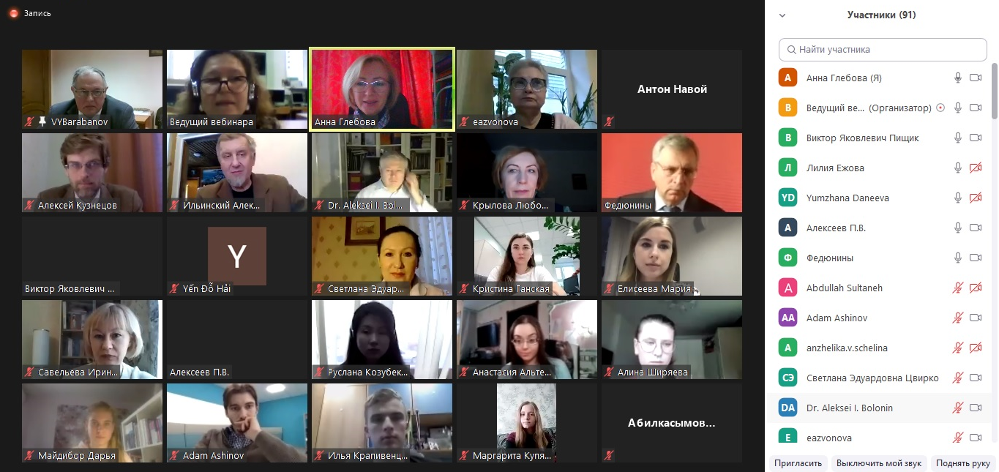 Запись
VYBarabanov
Ведущий вебинара
Анна Глебова
eazvonova
Антон Навой
Алексей Кузнецов
Ильинский Алек...
Dr. Aleksei I. Bol...
Крылова Любо...
Федюнины
Виктор Яковлевич ...
Y
Yến Đỗ Hải
Светлана Эдуар...
Кристина Ганская
Елисеева Мария
Савельева Ирин...
Алексеев П.В.
Руслана Козубек...
Анастасия Альте...
Алина Ширяева
Майдибор Дарья
Adam Ashinov
Илья Крапивенц...
Маргарита Купя...
Абилкасымов...
Участники (91)
Найти участника
А Анна Глебова (Я)
В Ведущий ве... (Организатор)
В Виктор Яковлевич Пищик
Л Лилия Ежова
YD Yumzhana Daneeva
А Алексеев П.В.
Ф Федюнины
A Abdullah Sultaneh
AA Adam Ashinov
A anzhelika.v.schelina
СЭ Светлана Эдуардовна Цвирко
DA Dr. Aleksei I. Bolonin
E eazvonova
Пригласить
Выключить мой звук
Поднять руку